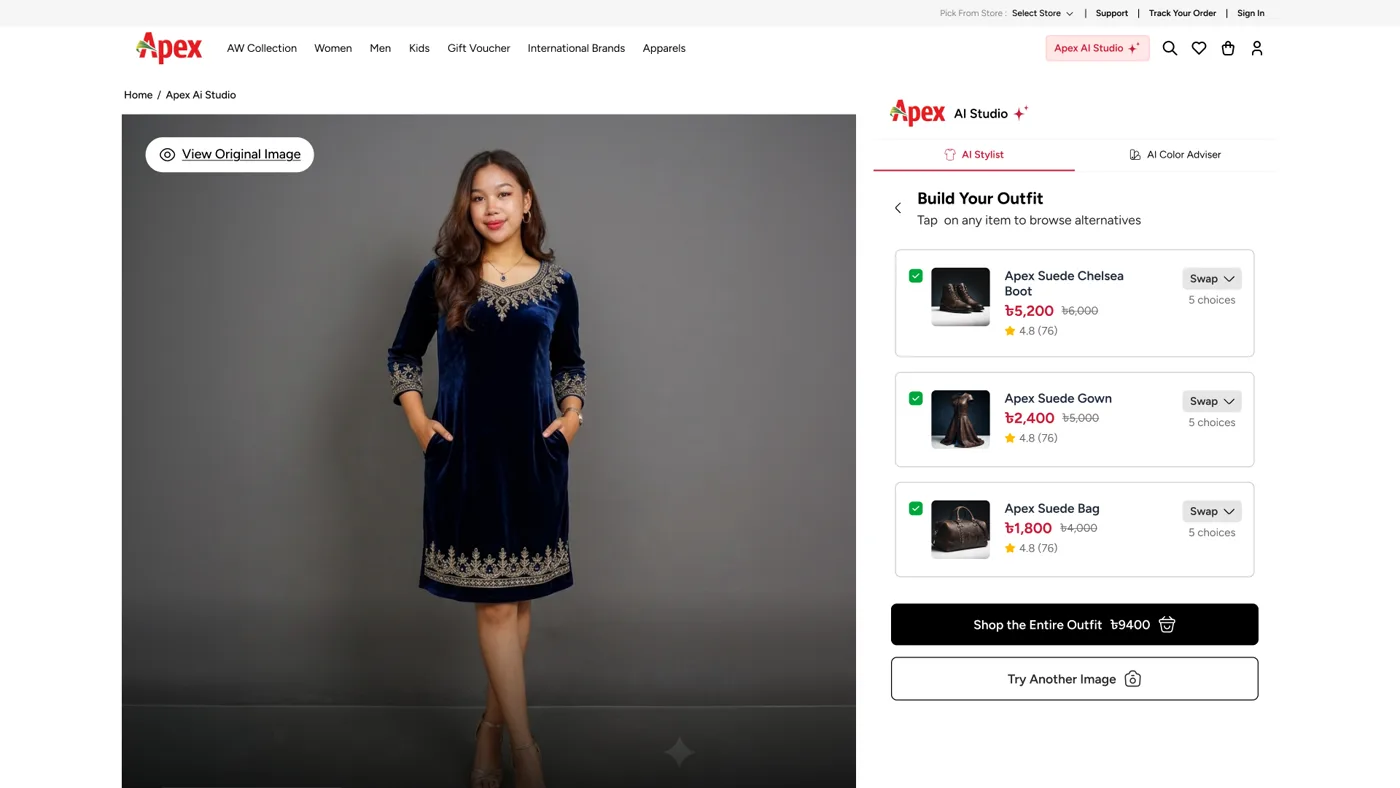 Pick From Store : Select Store | Support | Track Your Order | Sign In
Apex AW Collection Women Men Kids Gift Voucher International Brands Apparels Apex AI Studio
Home / Apex Ai Studio
View Original Image
Apex AI Studio
AI Stylist AI Color Adviser
Build Your Outfit
Tap on any item to browse alternatives
Apex Suede Chelsea
Boot
৳5,200 ৳6,000
4.8 (76)
Swap
5 choices
Apex Suede Gown
৳2,400 ৳5,000
4.8 (76)
Swap
5 choices
Apex Suede Bag
৳1,800 ৳4,000
4.8 (76)
Swap
5 choices
Shop the Entire Outfit ৳9400
Try Another Image